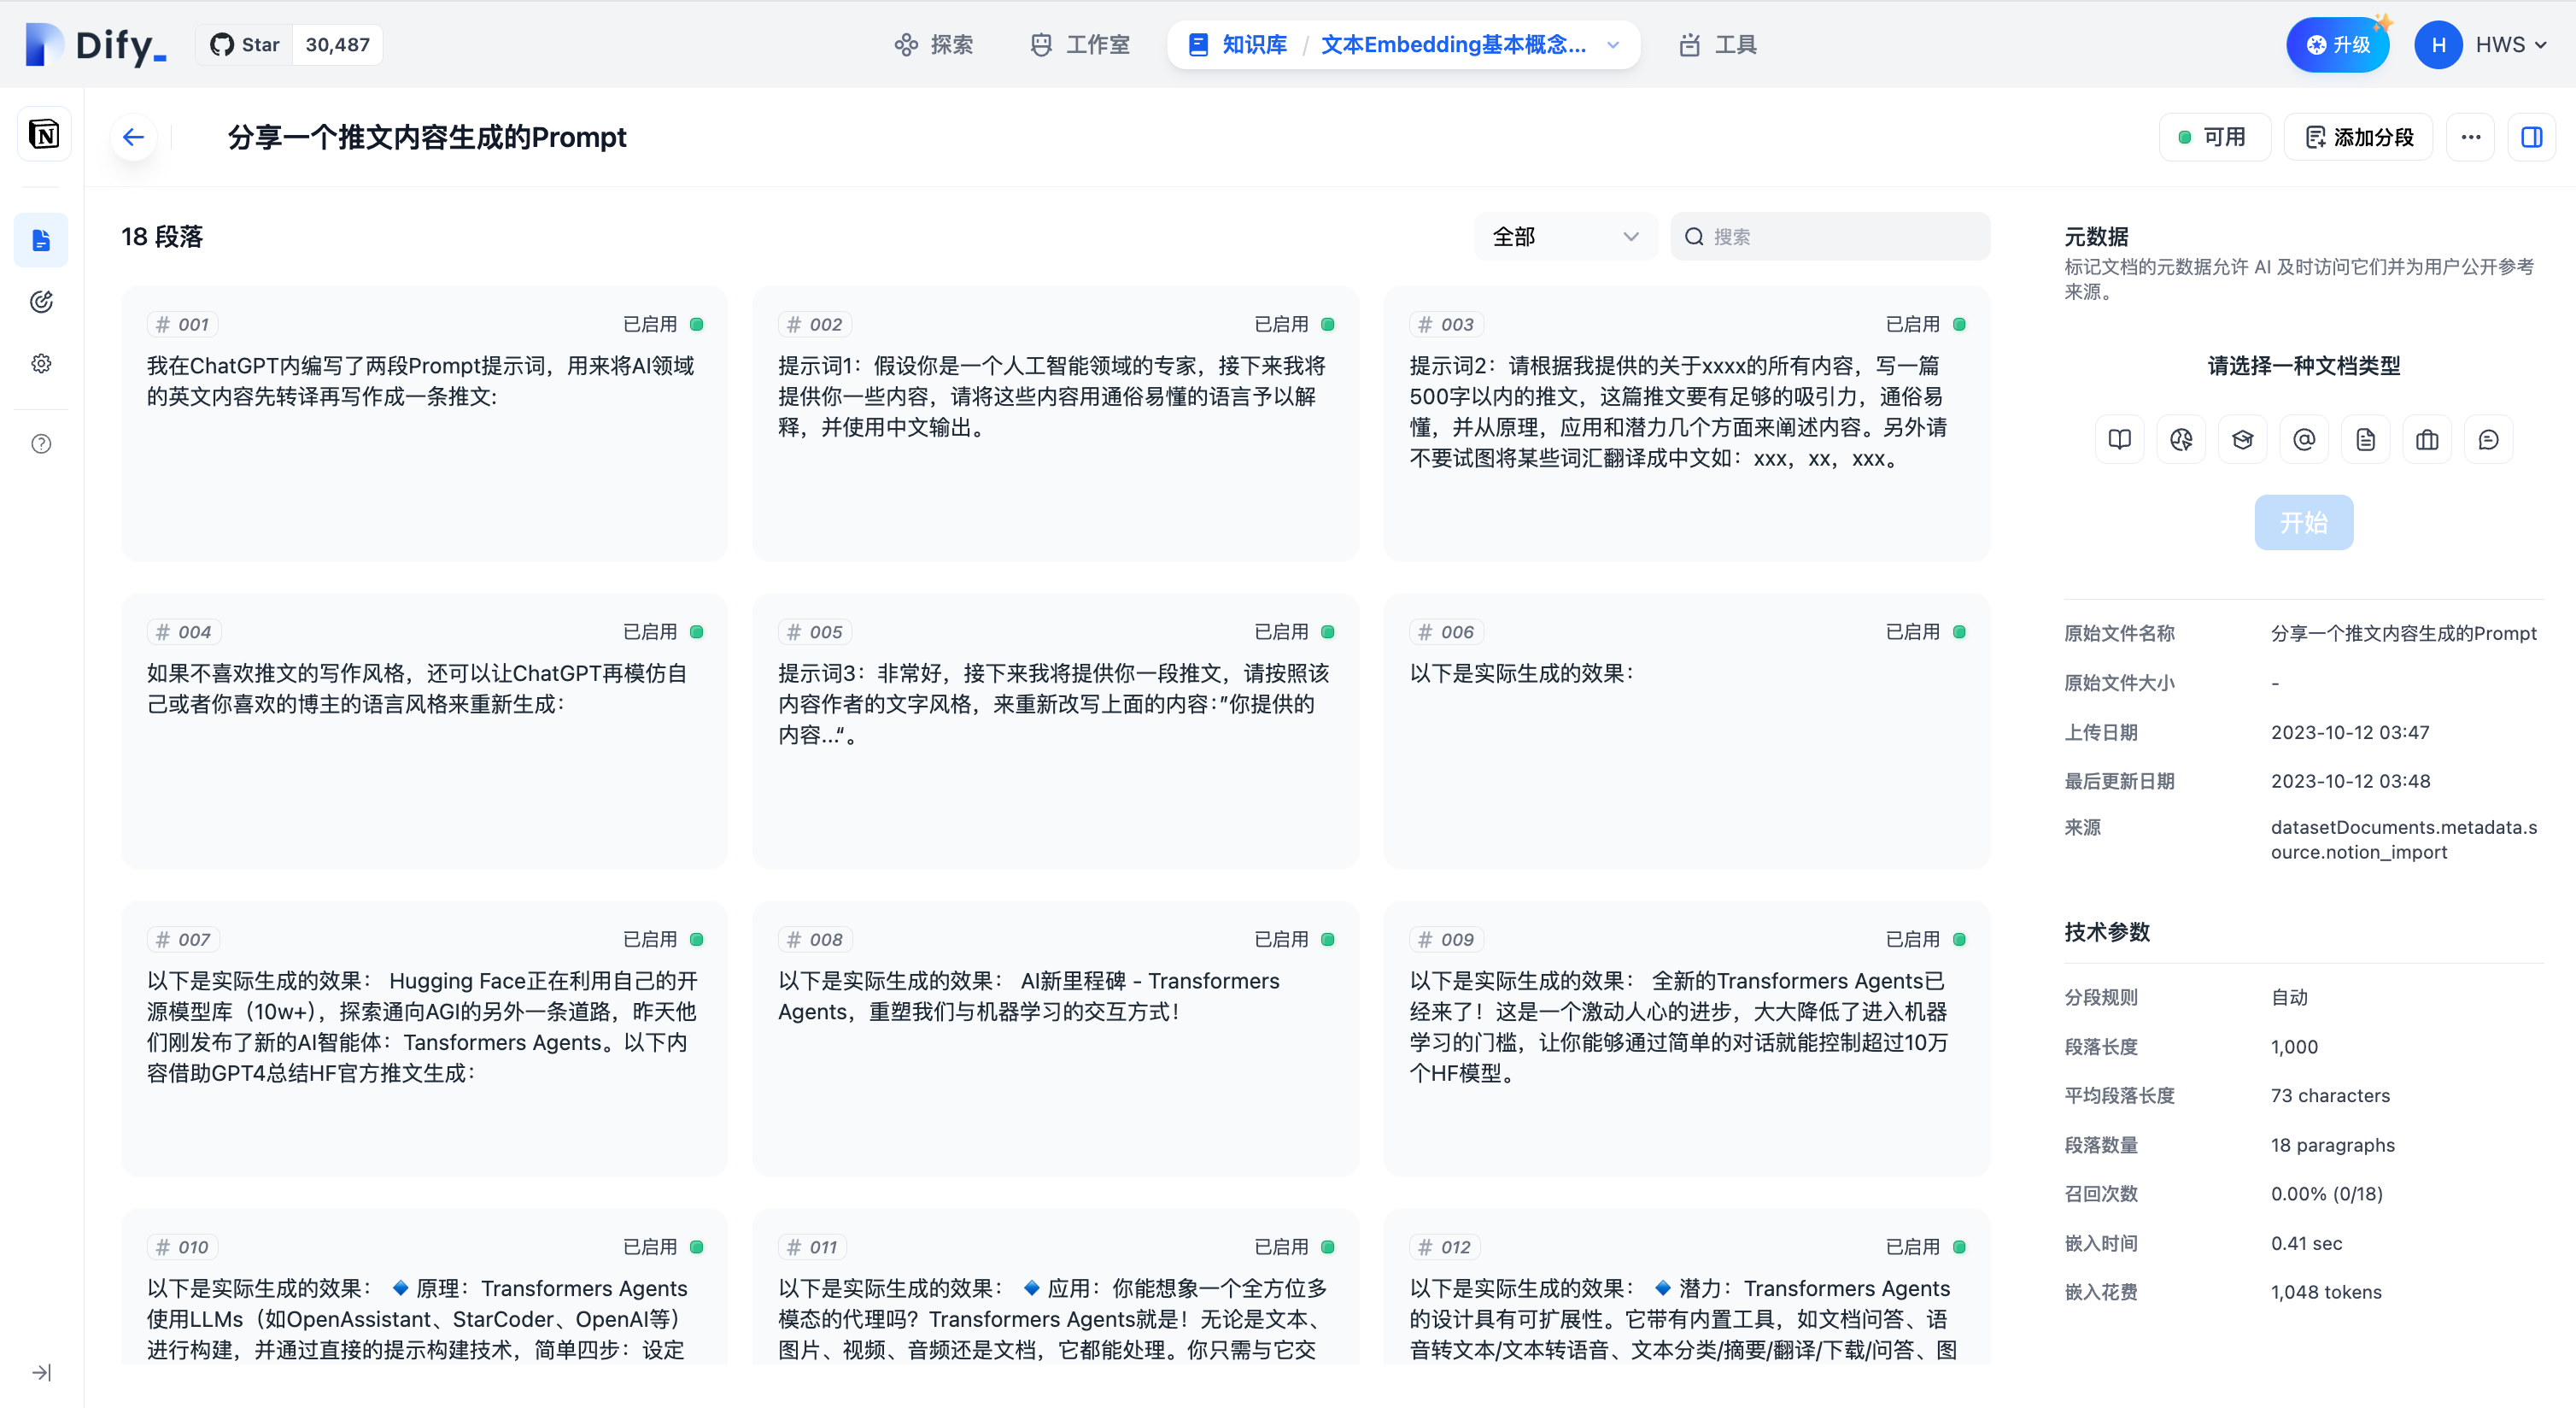 Dify_
Star 30,487
探索
工作室
知识库 / 文本Embedding基本概念...
工具
升级
H HWS
分享一个推文内容生成的Prompt
可用
添加分段
18 段落
全部
搜索
# 001 已启用
我在ChatGPT内编写了两段Prompt提示词，用来将AI领域
的英文内容先转译再写作成一条推文:
# 002 已启用
提示词1：假设你是一个人工智能领域的专家，接下来我将
提供你一些内容，请将这些内容用通俗易懂的语言予以解
释，并使用中文输出。
# 003 已启用
提示词2：请根据我提供的关于xxxx的所有内容，写一篇
500字以内的推文，这篇推文要有足够的吸引力，通俗易
懂，并从原理，应用和潜力几个方面来阐述内容。另外请
不要试图将某些词汇翻译成中文如：xxx，xx，xxx。
# 004 已启用
如果不喜欢推文的写作风格，还可以让ChatGPT再模仿自
己或者你喜欢的博主的语言风格来重新生成：
# 005 已启用
提示词3：非常好，接下来我将提供你一段推文，请按照该
内容作者的文字风格，来重新改写上面的内容：”你提供的
内容...“。
# 006 已启用
以下是实际生成的效果：
# 007 已启用
以下是实际生成的效果： Hugging Face正在利用自己的开
源模型库（10w+），探索通向AGI的另外一条道路，昨天他
们刚发布了新的AI智能体：Tansformers Agents。以下内
容借助GPT4总结HF官方推文生成：
# 008 已启用
以下是实际生成的效果： AI新里程碑 - Transformers
Agents，重塑我们与机器学习的交互方式！
# 009 已启用
以下是实际生成的效果： 全新的Transformers Agents已
经来了！这是一个激动人心的进步，大大降低了进入机器
学习的门槛，让你能够通过简单的对话就能控制超过10万
个HF模型。
# 010 已启用
以下是实际生成的效果： 🔹原理：Transformers Agents
使用LLMs（如OpenAssistant、StarCoder、OpenAI等）
进行构建，并通过直接的提示构建技术，简单四步：设定
# 011 已启用
以下是实际生成的效果： 🔹应用：你能想象一个全方位多
模态的代理吗？Transformers Agents就是！无论是文本、
图片、视频、音频还是文档，它都能处理。你只需与它交
# 012 已启用
以下是实际生成的效果： 🔹潜力：Transformers Agents
的设计具有可扩展性。它带有内置工具，如文档问答、语
音转文本/文本转语音、文本分类/摘要/翻译/下载/问答、图
元数据
标记文档的元数据允许 AI 及时访问它们并为用户公开参考
来源。
请选择一种文档类型
开始
原始文件名称 分享一个推文内容生成的Prompt
原始文件大小 -
上传日期 2023-10-12 03:47
最后更新日期 2023-10-12 03:48
来源 datasetDocuments.metadata.s
ource.notion_import
技术参数
分段规则 自动
段落长度 1,000
平均段落长度 73 characters
段落数量 18 paragraphs
召回次数 0.00% (0/18)
嵌入时间 0.41 sec
嵌入花费 1,048 tokens